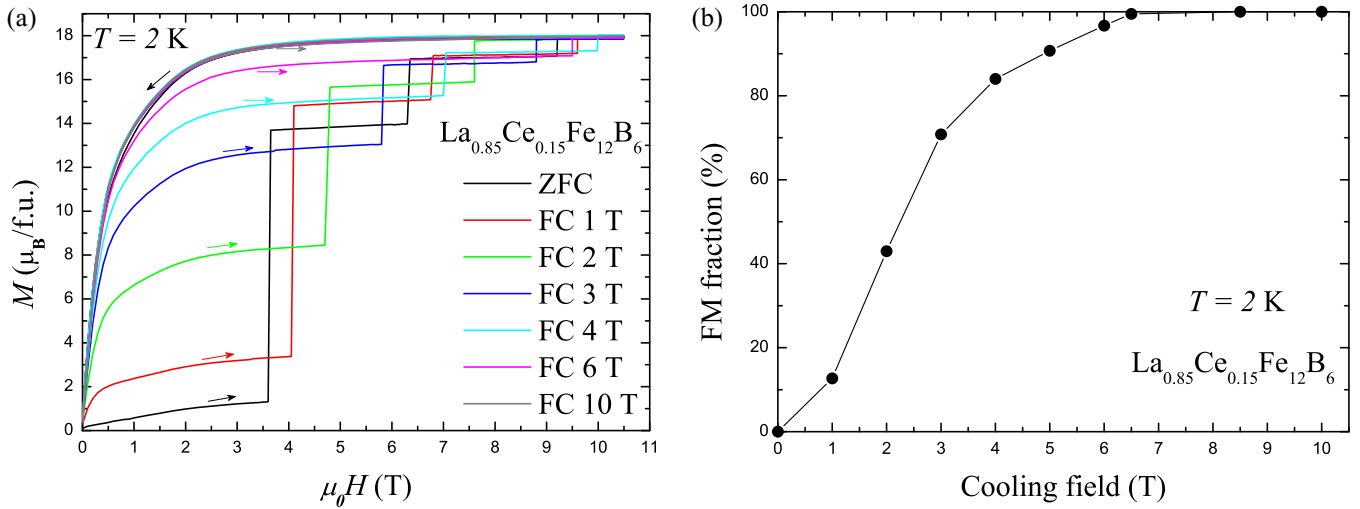 (a)
T = 2 K
La0.85Ce0.15Fe12B6
ZFC
FC 1 T
FC 2 T
FC 3 T
FC 4 T
FC 6 T
FC 10 T
M (μB/f.u.)
20
18
16
14
12
10
8
6
4
2
0
0 1 2 3 4 5 6 7 8 9 10 11
μ0H (T)
(b)
FM fraction (%)
100
80
60
40
20
0
T = 2 K
La0.85Ce0.15Fe12B6
0 1 2 3 4 5 6 7 8 9 10
Cooling field (T)